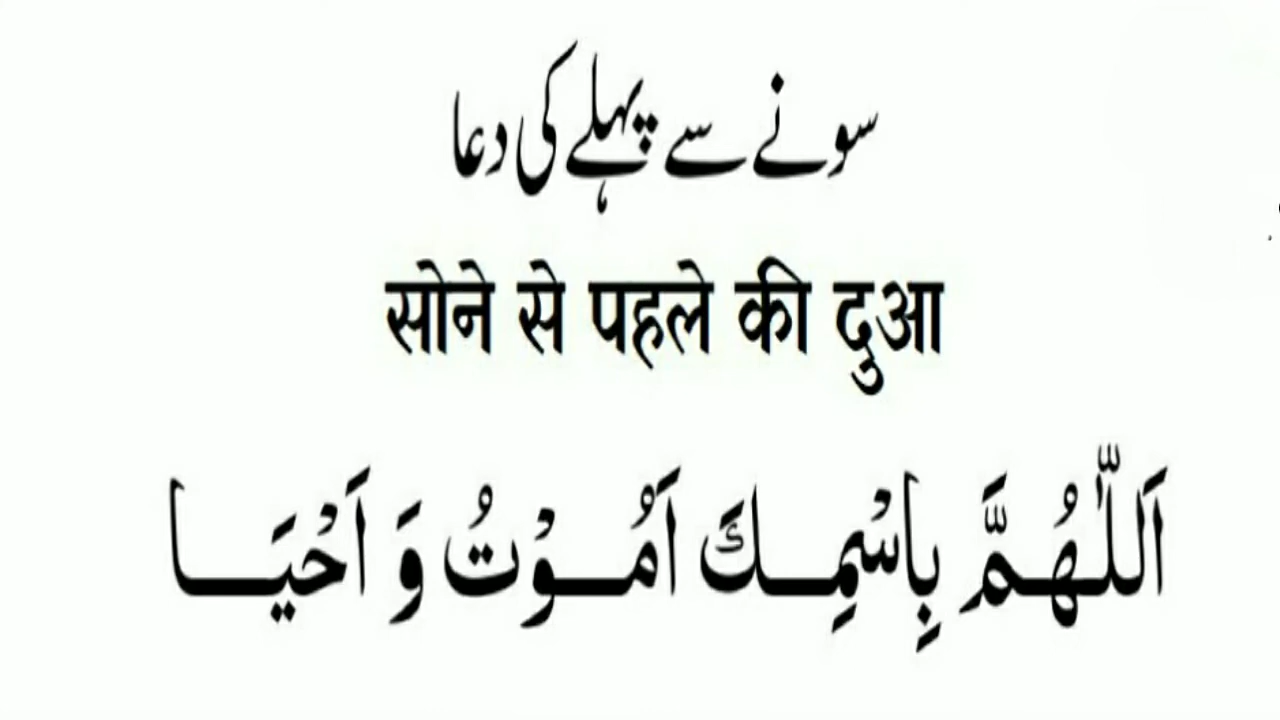 سونے سے پہلے کی دعا
सोने से पहले की दुआ
اَللّٰهُمَّ بِاسْمِكَ اَمُوْتُ وَ اَحْيَا